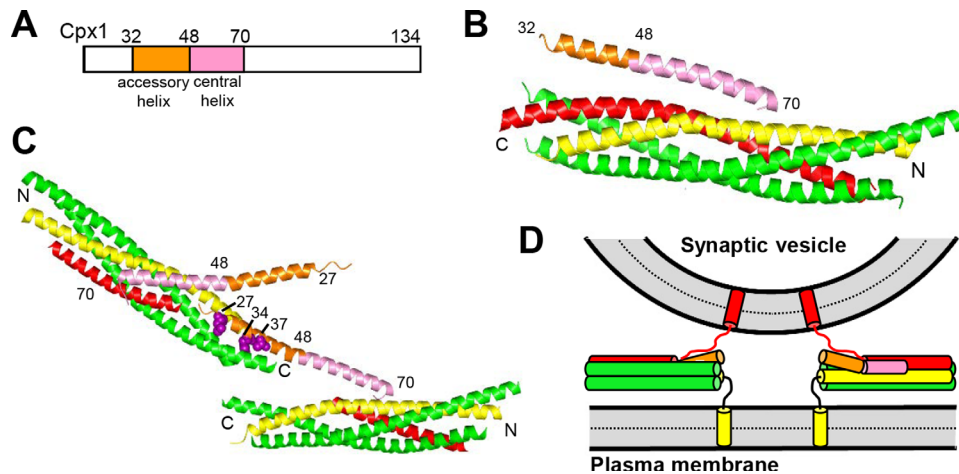 A
Cpx1
32 48 70 134
accessory helix
central helix
B
32
48
70
C
N
C
N
48
27
70
27
34
37
48
C
70
C
N
D
Synaptic vesicle
Plasma membrane